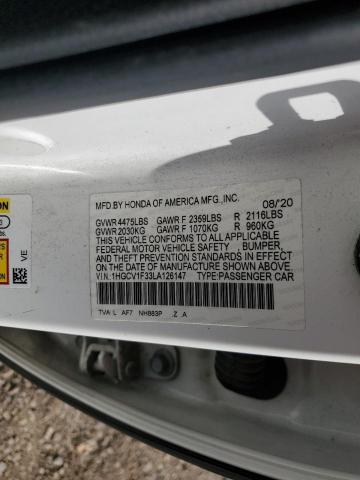 MFD.BY HONDA OF AMERICA MFG.,INC. 08/20
GVWR 4475LBS GAWR F 2359LBS R 2116LBS
GVWR 2030KG GAWR F 1070KG R 960KG
THIS VEHICLE CONFORMS TO ALL APPLICABLE
FEDERAL MOTOR VEHICLE SAFETY, BUMPER,
AND THEFT PREVENTION STANDARDS IN EFFECT
ON THE DATE OF MANUFACTURE SHOWN ABOVE.
V.I.N.:1HGCV1F33LA126147 TYPE:PASSENGER CAR
TVA: L AF7 NH883P .Z .A
VE